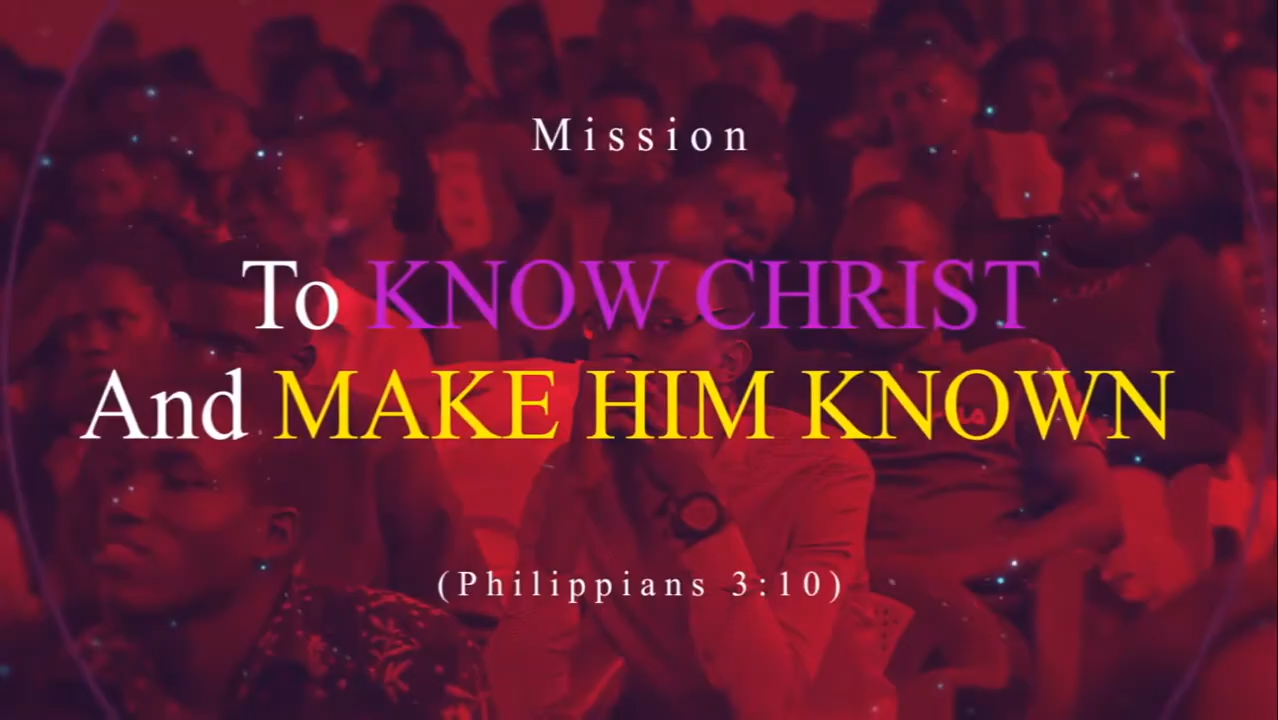 Mission
To KNOW CHRIST
And MAKE HIM KNOWN
(Philippians 3:10)